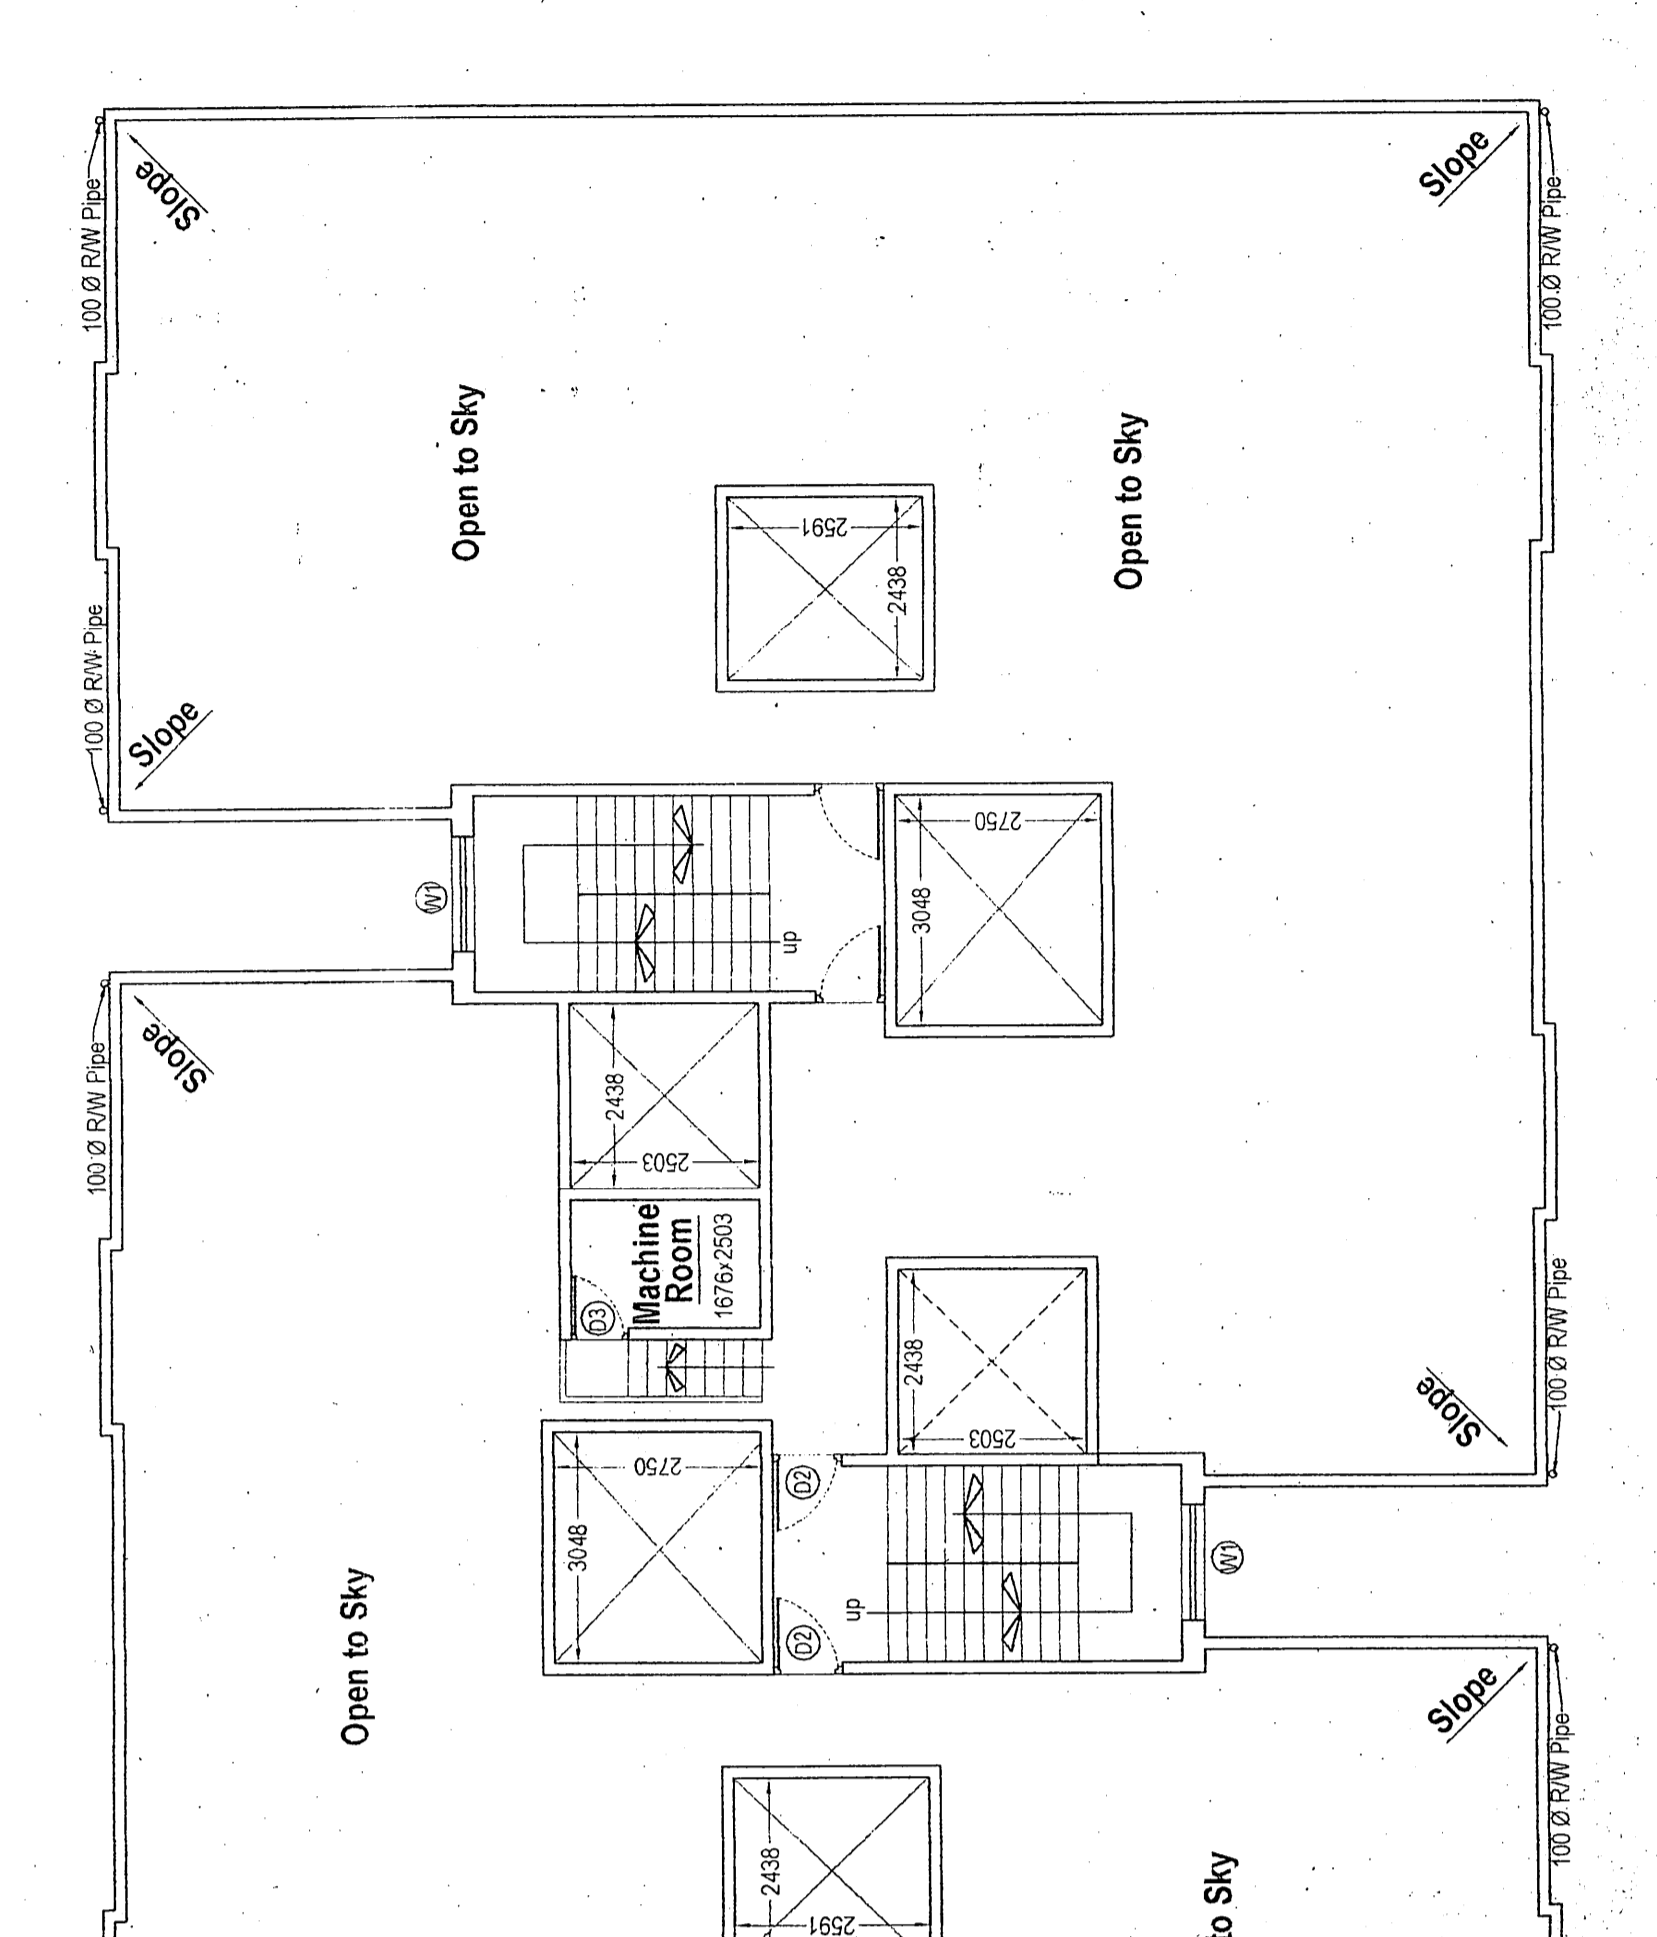 Slope
Slope
100 Ø R/W Pipe
100 Ø R/W Pipe
Open to Sky
Open to Sky
2591
2438
100 Ø R/W Pipe
Slope
2750
3048
W1
up
100 Ø R/W Pipe
Slope
2438
2503
Machine
Room
1676x2503
D3
2438
2503
100 Ø R/W Pipe
Slope
2750
3048
D2
D2
up
W1
Open to Sky
Slope
100 Ø R/W Pipe
2438
2591
to Sky